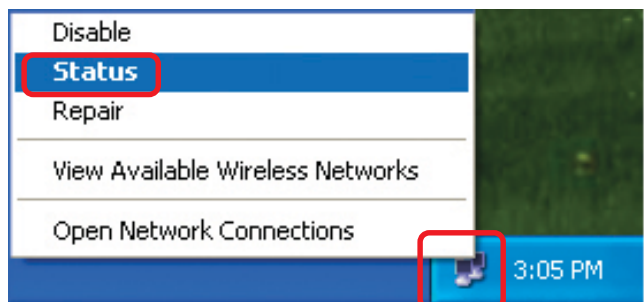 Disable
Status
Repair
View Available Wireless Networks
Open Network Connections
3:05 PM